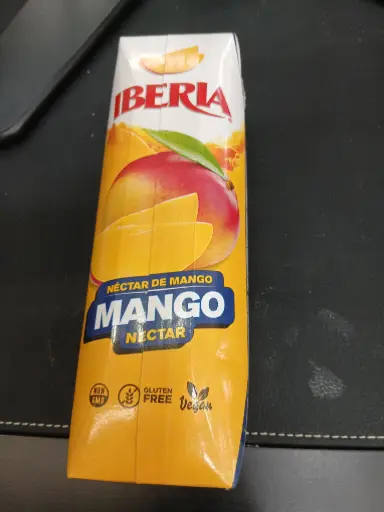 IBERIA
NÉCTAR DE MANGO
MANGO
NECTAR
NON
GMO
GLUTEN
FREE
Vegan